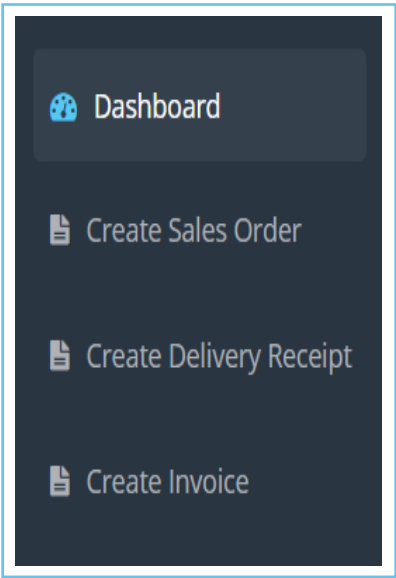 Dashboard
Create Sales Order
Create Delivery Receipt
Create Invoice